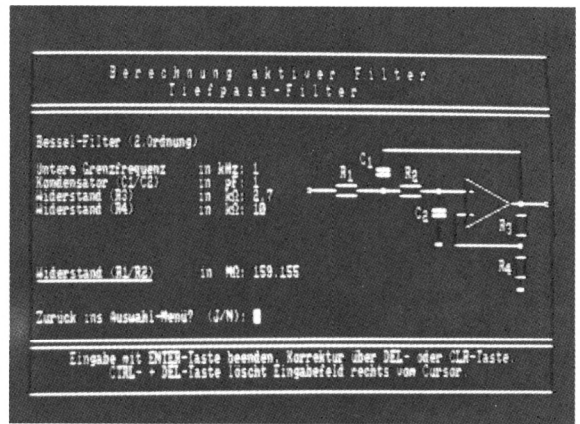 Berechnung aktiver Filter
Tiefpass-Filter
Bessel-Filter (2.Ordnung)
Untere Grenzfrequenz in kHz: 1
Kondensator (C1/C2) in pF: 1
Widerstand (R3) in kΩ: 2,7
Widerstand (R4) in kΩ: 10
C1
R1
R2
C2
R3
R4
Widerstand (R1/R2) in MΩ: 159.155
Zurück ins Auswahl-Menü? (J/N):
Eingabe mit ENTER-Taste beenden. Korrektur über DEL- oder CLR-Taste.
CTRL- + DEL-Taste löscht Eingabefeld rechts vom Cursor.